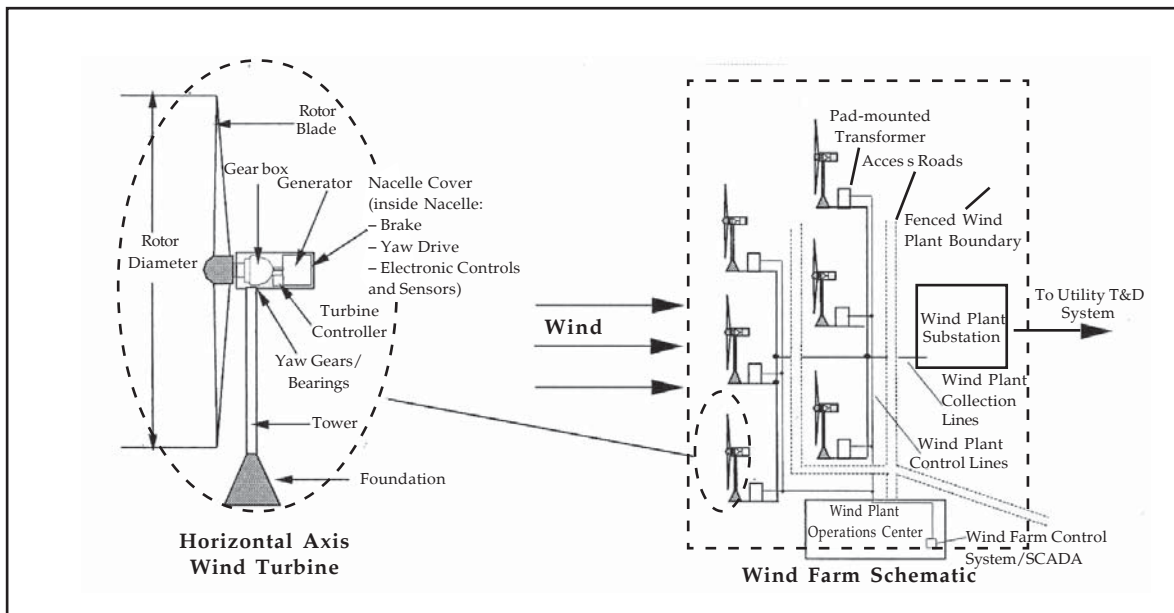 Rotor
Blade
Gear box
Generator
Nacelle Cover
(inside Nacelle:
– Brake
– Yaw Drive
– Electronic Controls
and Sensors)
Rotor
Diameter
Turbine
Controller
Yaw Gears/
Bearings
Tower
Foundation
Horizontal Axis
Wind Turbine
Wind
Pad-mounted
Transformer
Access Roads
Fenced Wind
Plant Boundary
Wind Plant
Substation
To Utility T&D
System
Wind Plant
Collection
Lines
Wind Plant
Control Lines
Wind Plant
Operations Center
Wind Farm Control
System/SCADA
Wind Farm Schematic